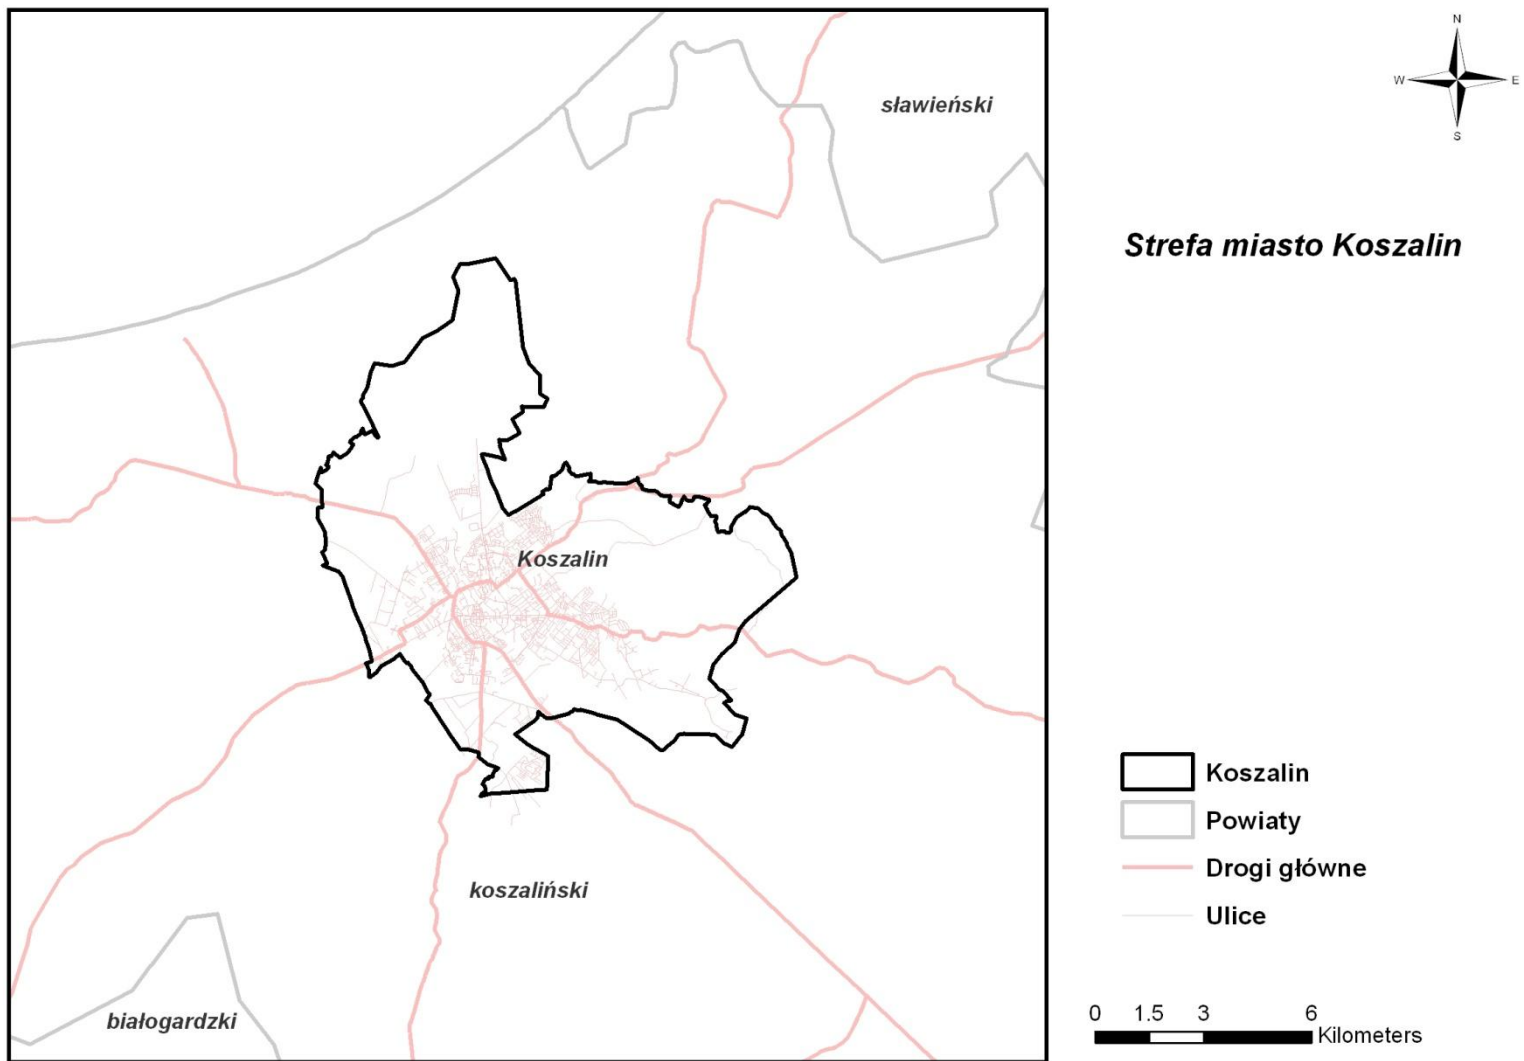 N
W E
S
sławieński
Strefa miasto Koszalin
Koszalin
koszaliński
białogardzki
Koszalin
Powiaty
Drogi główne
Ulice
0 1.5 3 6
Kilometers